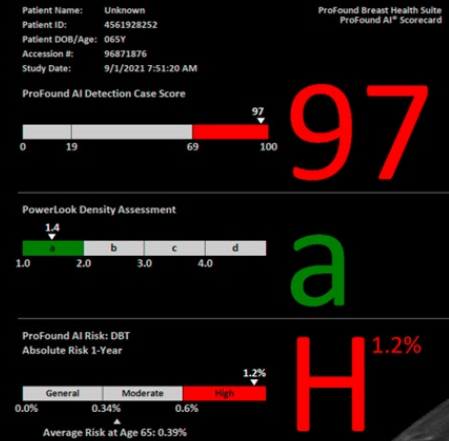 Patient Name: Unknown
Patient ID: 4561928252
Patient DOB/Age: 065Y
Accession #: 96871876
Study Date: 9/1/2021 7:51:20 AM
ProFound Breast Health Suite
ProFound AI® Scorecard
ProFound AI Detection Case Score
97
0 19 69 100
97
PowerLook Density Assessment
1.4
a b c d
1.0 2.0 3.0 4.0
a
ProFound AI Risk: DBT
Absolute Risk 1-Year
1.2%
General Moderate High
0.0% 0.34% 0.6%
Average Risk at Age 65: 0.39%
H 1.2%